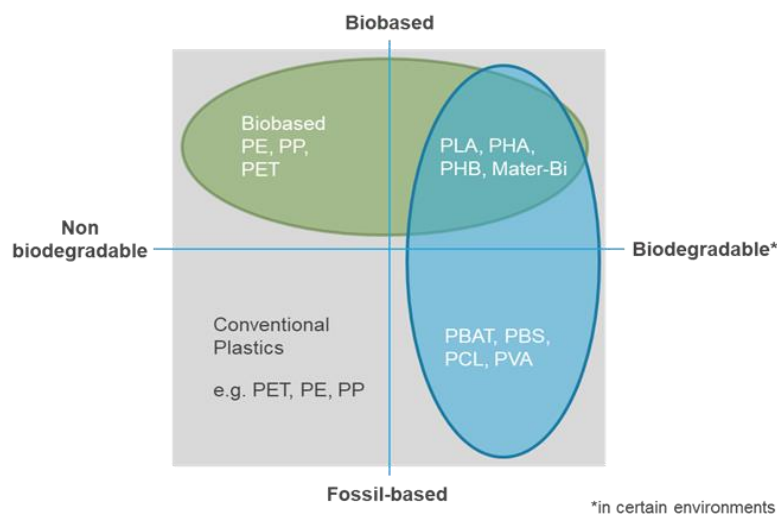 Biobased
Biobased
PE, PP,
PET
PLA, PHA,
PHB, Mater-Bi
Non
biodegradable
Biodegradable*
Conventional
Plastics
e.g. PET, PE, PP
PBAT, PBS,
PCL, PVA
Fossil-based
*in certain environments